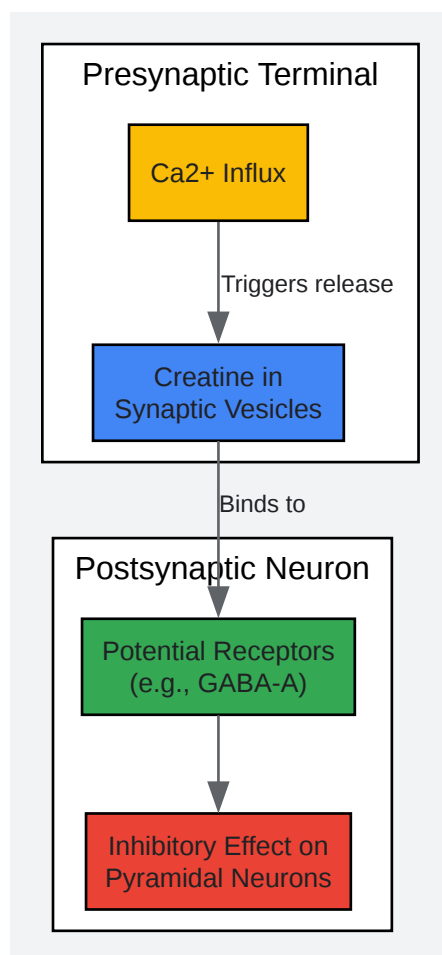 Presynaptic Terminal
Ca2+ Influx
Triggers release
Creatine in
Synaptic Vesicles
Binds to
Postsynaptic Neuron
Potential Receptors
(e.g., GABA-A)
Inhibitory Effect on
Pyramidal Neurons